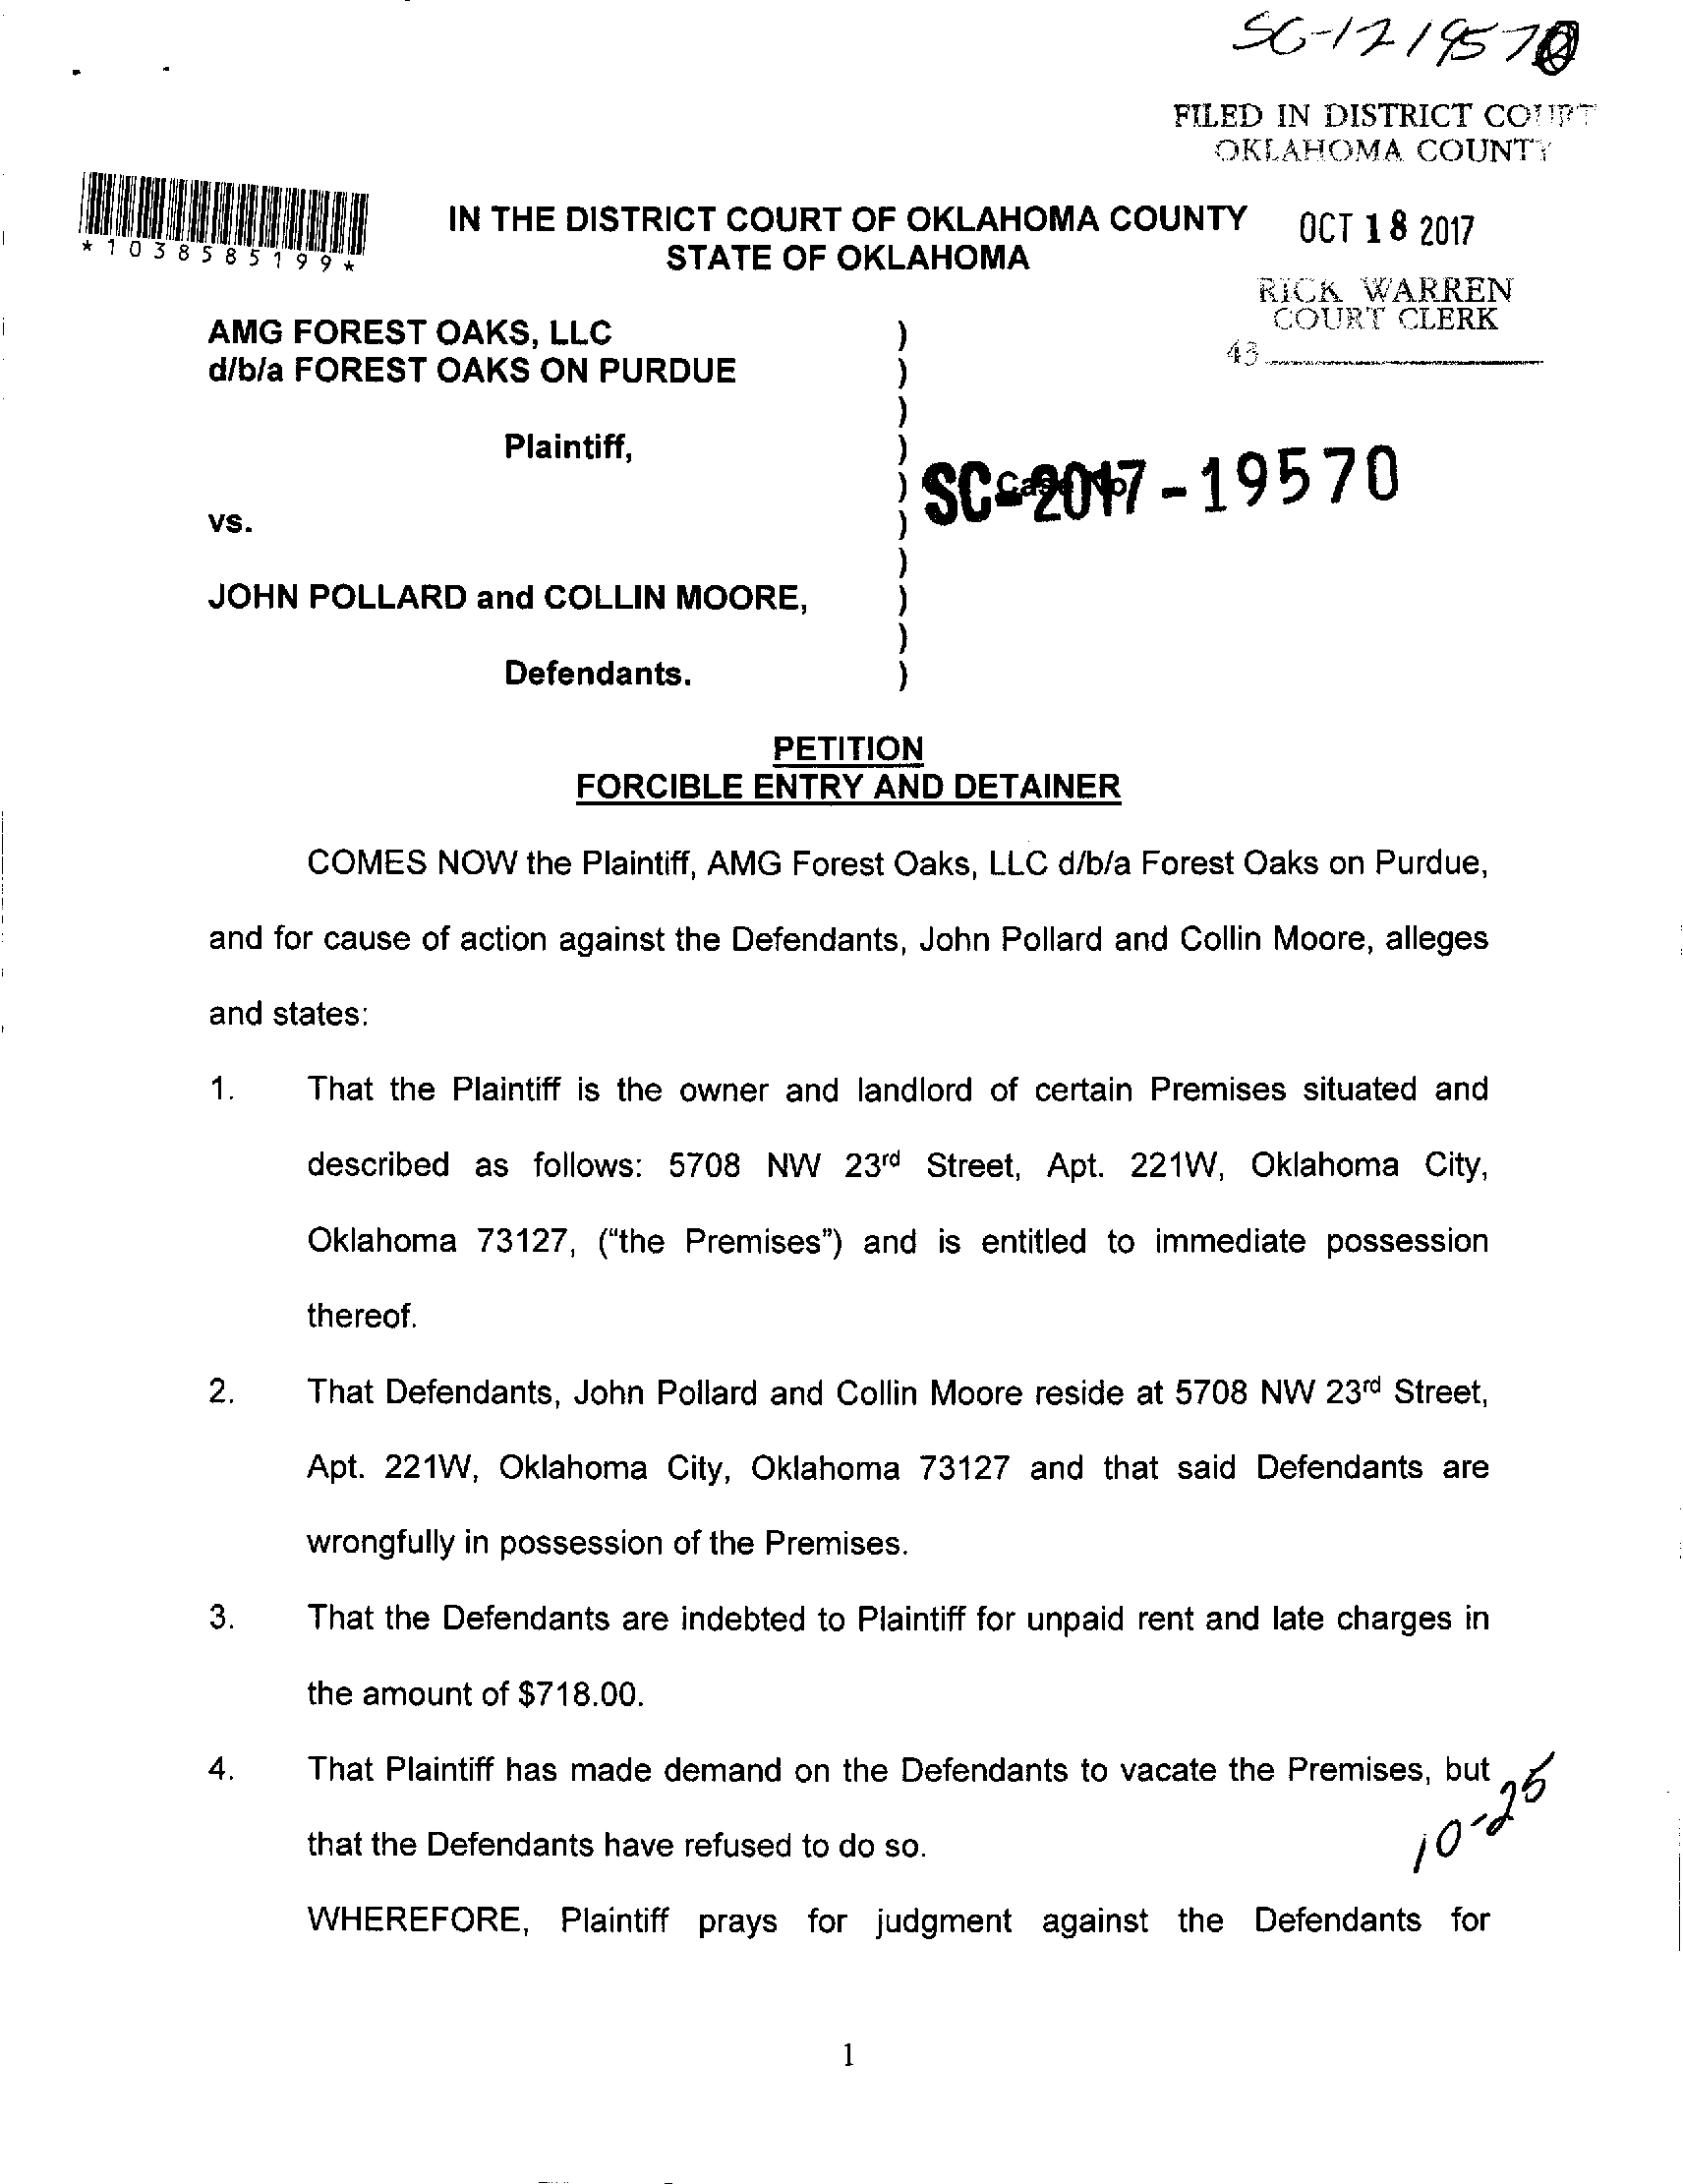 SC-1219570
FILED IN DISTRICT COURT
OKLAHOMA COUNTY
*1038585199*
IN THE DISTRICT COURT OF OKLAHOMA COUNTY
STATE OF OKLAHOMA
OCT 18 2017
RICK WARREN
COURT CLERK
43
AMG FOREST OAKS, LLC )
d/b/a FOREST OAKS ON PURDUE )
)
Plaintiff, )
) SC-2017-19570
vs. )
)
JOHN POLLARD and COLLIN MOORE, )
)
Defendants. )
PETITION
FORCIBLE ENTRY AND DETAINER
COMES NOW the Plaintiff, AMG Forest Oaks, LLC d/b/a Forest Oaks on Purdue,
and for cause of action against the Defendants, John Pollard and Collin Moore, alleges
and states:
1. That the Plaintiff is the owner and landlord of certain Premises situated and
described as follows: 5708 NW 23rd Street, Apt. 221W, Oklahoma City,
Oklahoma 73127, ("the Premises") and is entitled to immediate possession
thereof.
2. That Defendants, John Pollard and Collin Moore reside at 5708 NW 23rd Street,
Apt. 221W, Oklahoma City, Oklahoma 73127 and that said Defendants are
wrongfully in possession of the Premises.
3. That the Defendants are indebted to Plaintiff for unpaid rent and late charges in
the amount of $718.00.
4. That Plaintiff has made demand on the Defendants to vacate the Premises, but
that the Defendants have refused to do so.
10-25
WHEREFORE, Plaintiff prays for judgment against the Defendants for
1